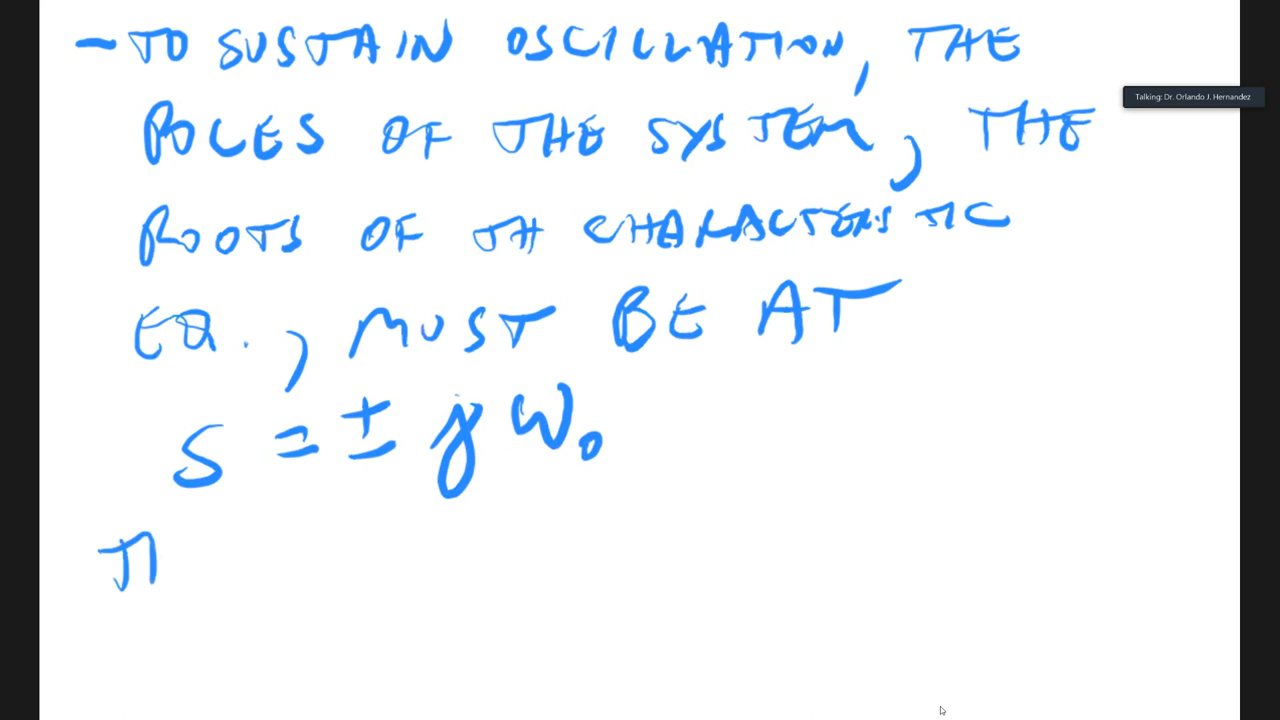 - TO SUSTAIN OSCILLATION, THE
Talking: Dr. Orlando J. Hernandez
POLES OF THE SYSTEM, THE
ROOTS OF TH CHARACTERISTIC
EQ., MUST BE AT
S = ± jω₀